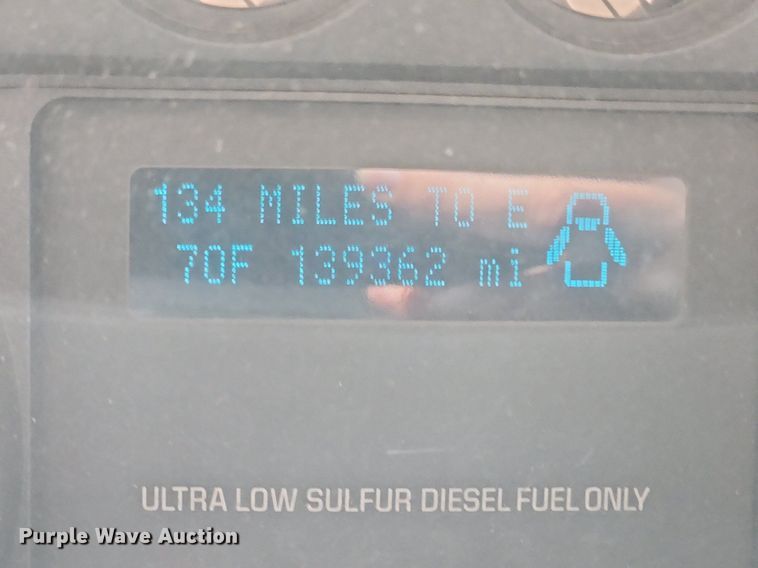 134 MILES TO E
70F 139362 mi
ULTRA LOW SULFUR DIESEL FUEL ONLY
Purple Wave Auction